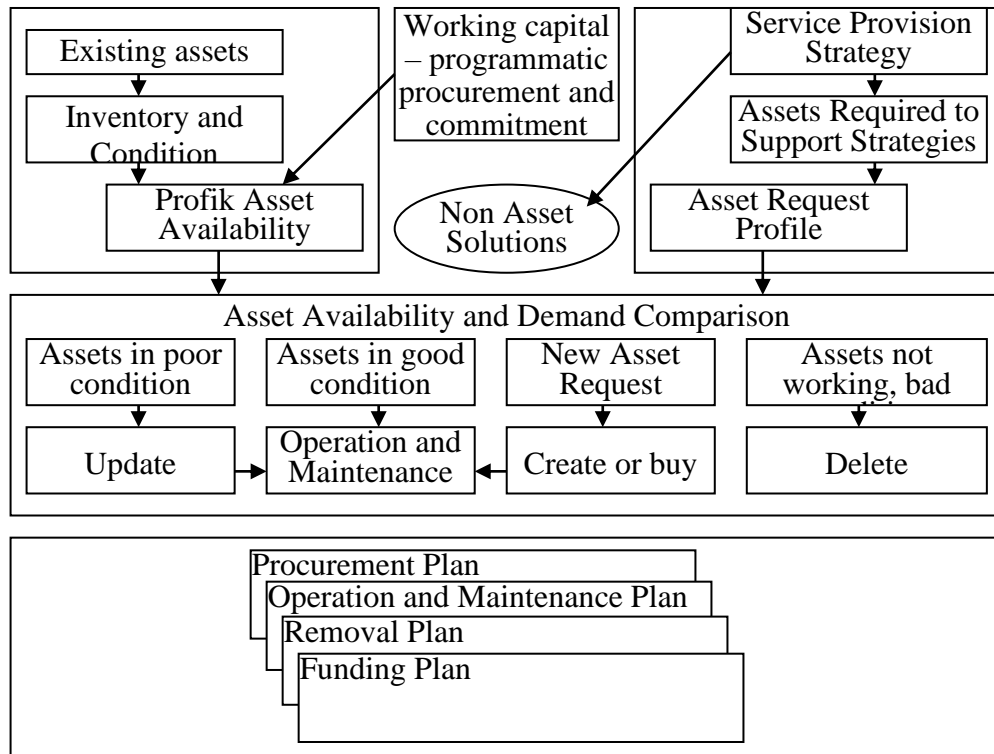 Existing assets
Inventory and
Condition
Profik Asset
Availability
Working capital
– programmatic
procurement and
commitment
Non Asset
Solutions
Service Provision
Strategy
Assets Required to
Support Strategies
Asset Request
Profile
Asset Availability and Demand Comparison
Assets in poor
condition
Assets in good
condition
New Asset
Request
Assets not
working, bad
Update
Operation and
Maintenance
Create or buy
Delete
Procurement Plan
Operation and Maintenance Plan
Removal Plan
Funding Plan